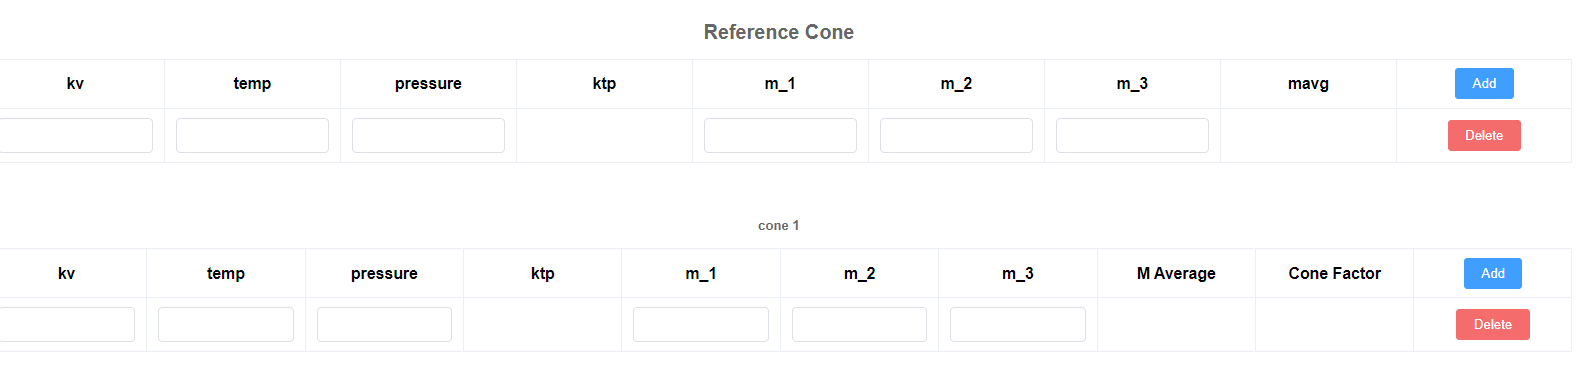 Reference Cone
kv temp pressure ktp m_1 m_2 m_3 mavg Add
Delete
cone 1
kv temp pressure ktp m_1 m_2 m_3 M Average Cone Factor Add
Delete